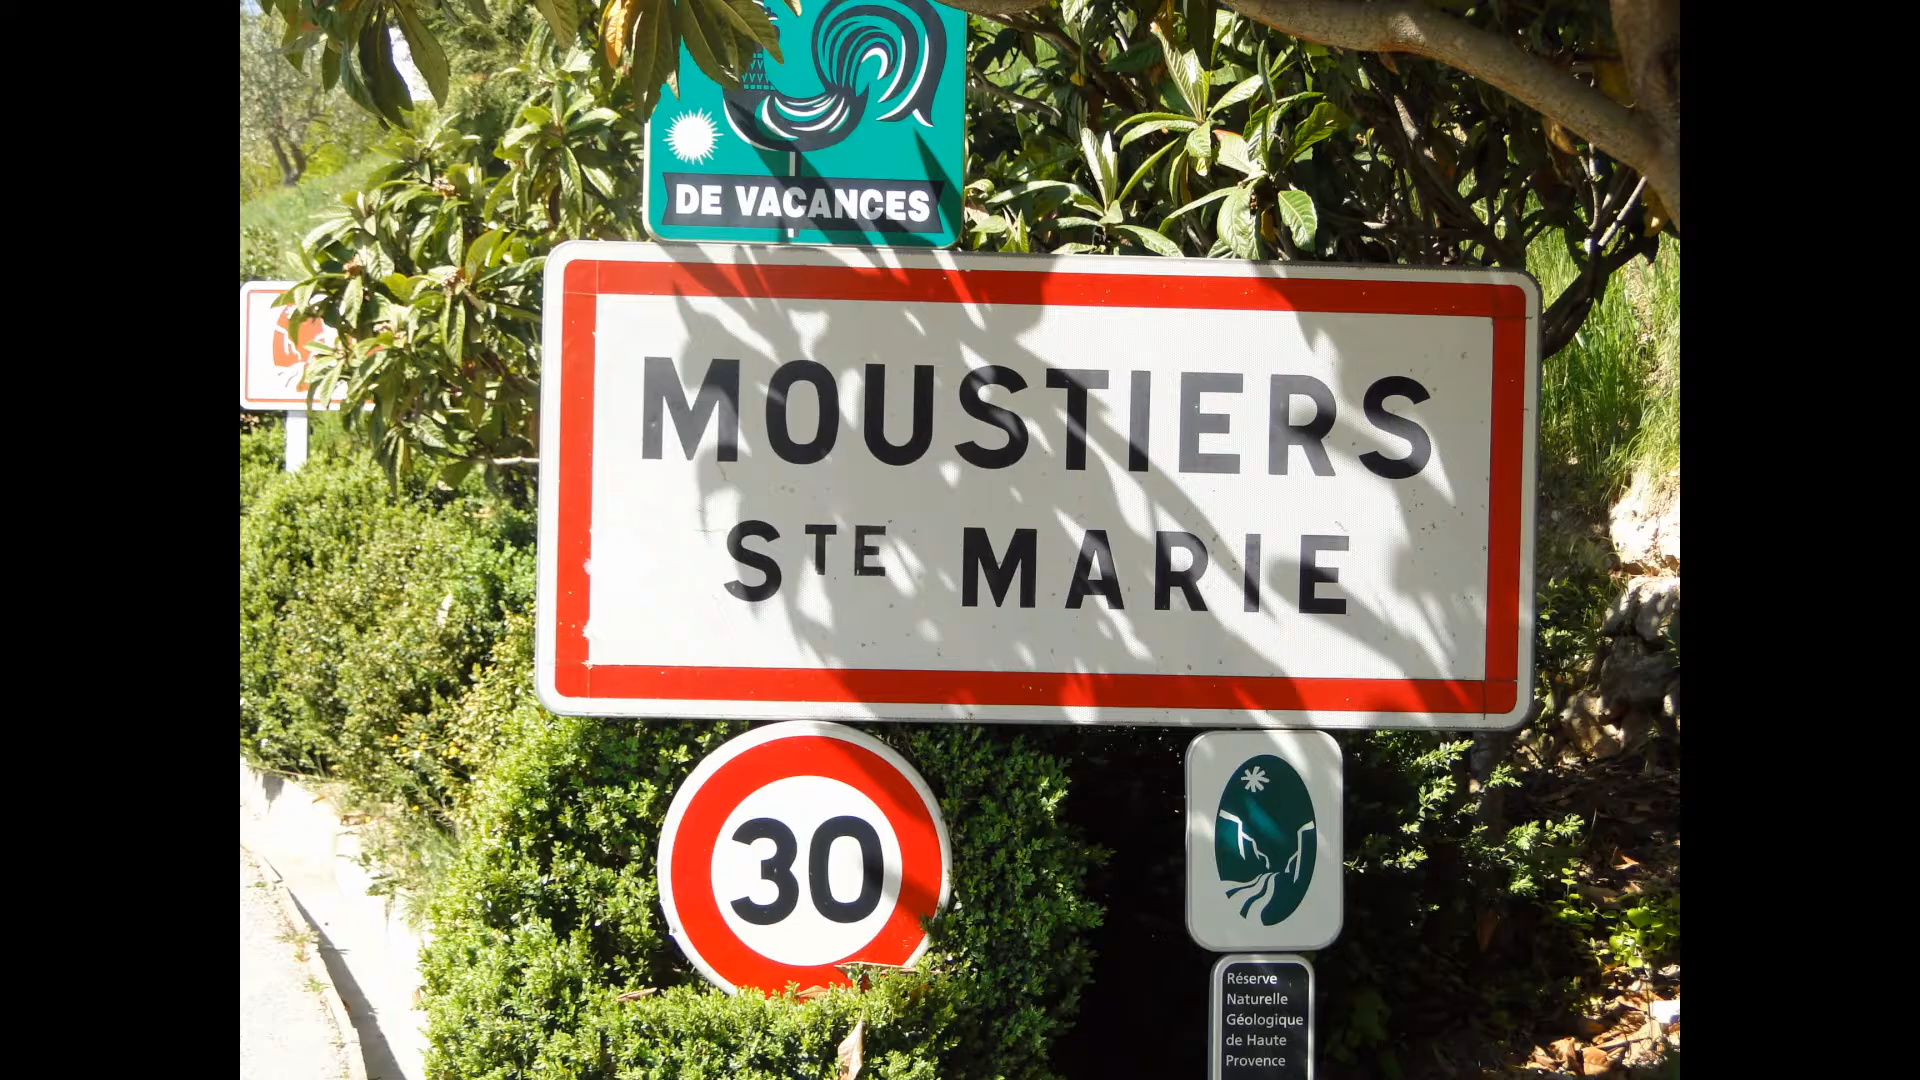 DE VACANCES
MOUSTIERS
STE MARIE
30
Réserve
Naturelle
Géologique
de Haute
Provence